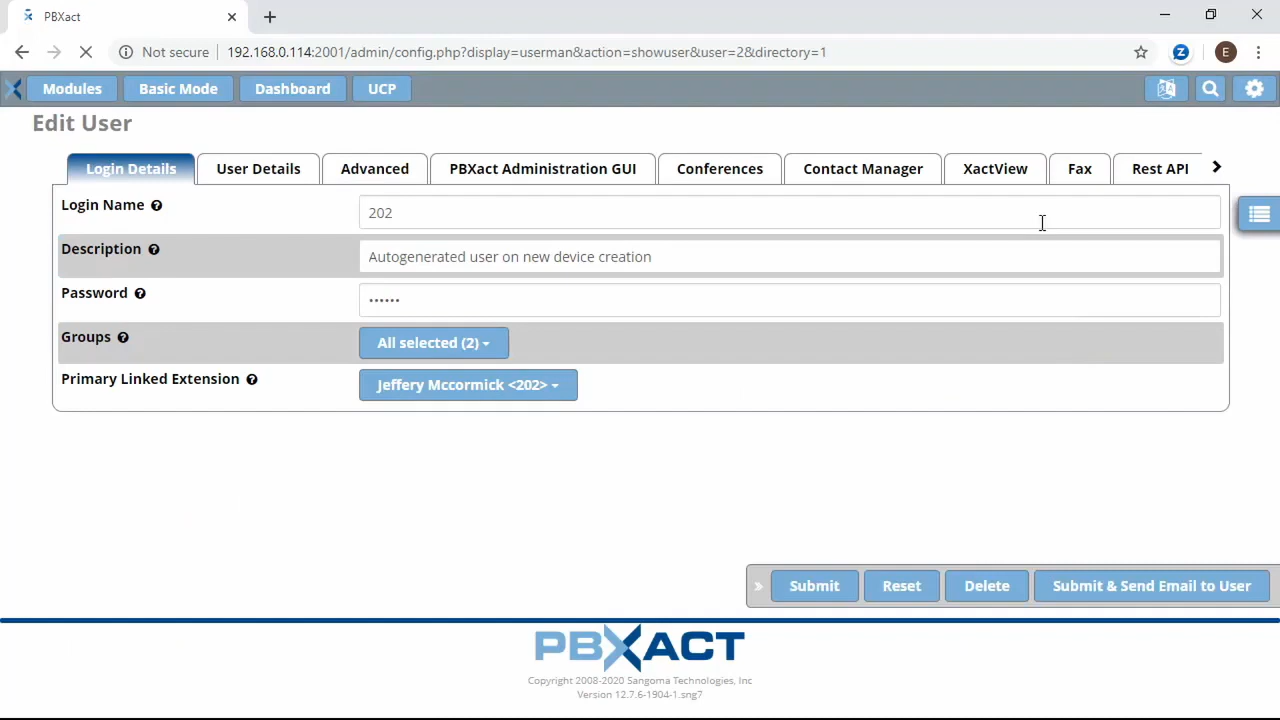 PBXact
Not secure 192.168.0.114:2001/admin/config.php?display=userman&action=showuser&user=2&directory=1 E
Modules Basic Mode Dashboard UCP
Edit User
Login Details User Details Advanced PBXact Administration GUI Conferences Contact Manager XactView Fax Rest API
Login Name 202
Description Autogenerated user on new device creation
Password ••••••
Groups All selected (2)
Primary Linked Extension Jeffery Mccormick <202>
Submit Reset Delete Submit & Send Email to User
PBXACT
Copyright 2008-2020 Sangoma Technologies, Inc
Version 12.7.6-1904-1.sng7